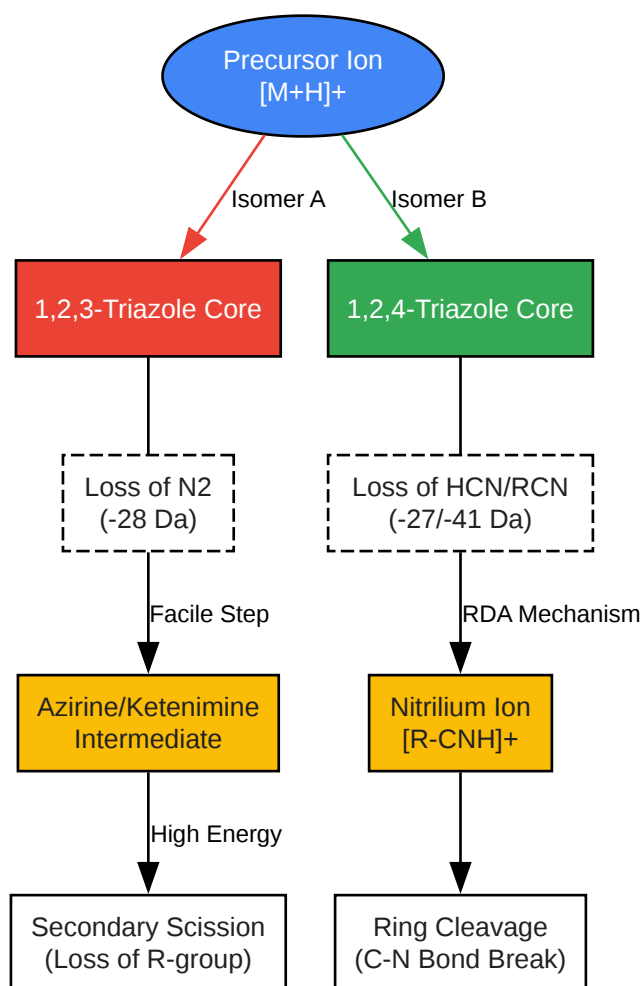 Precursor Ion
[M+H]+
Isomer A
Isomer B
1,2,3-Triazole Core
1,2,4-Triazole Core
Loss of N2
(-28 Da)
Loss of HCN/RCN
(-27/-41 Da)
Facile Step
RDA Mechanism
Azirine/Ketenimine
Intermediate
Nitrilium Ion
[R-CNH]+
High Energy
Secondary Scission
(Loss of R-group)
Ring Cleavage
(C-N Bond Break)